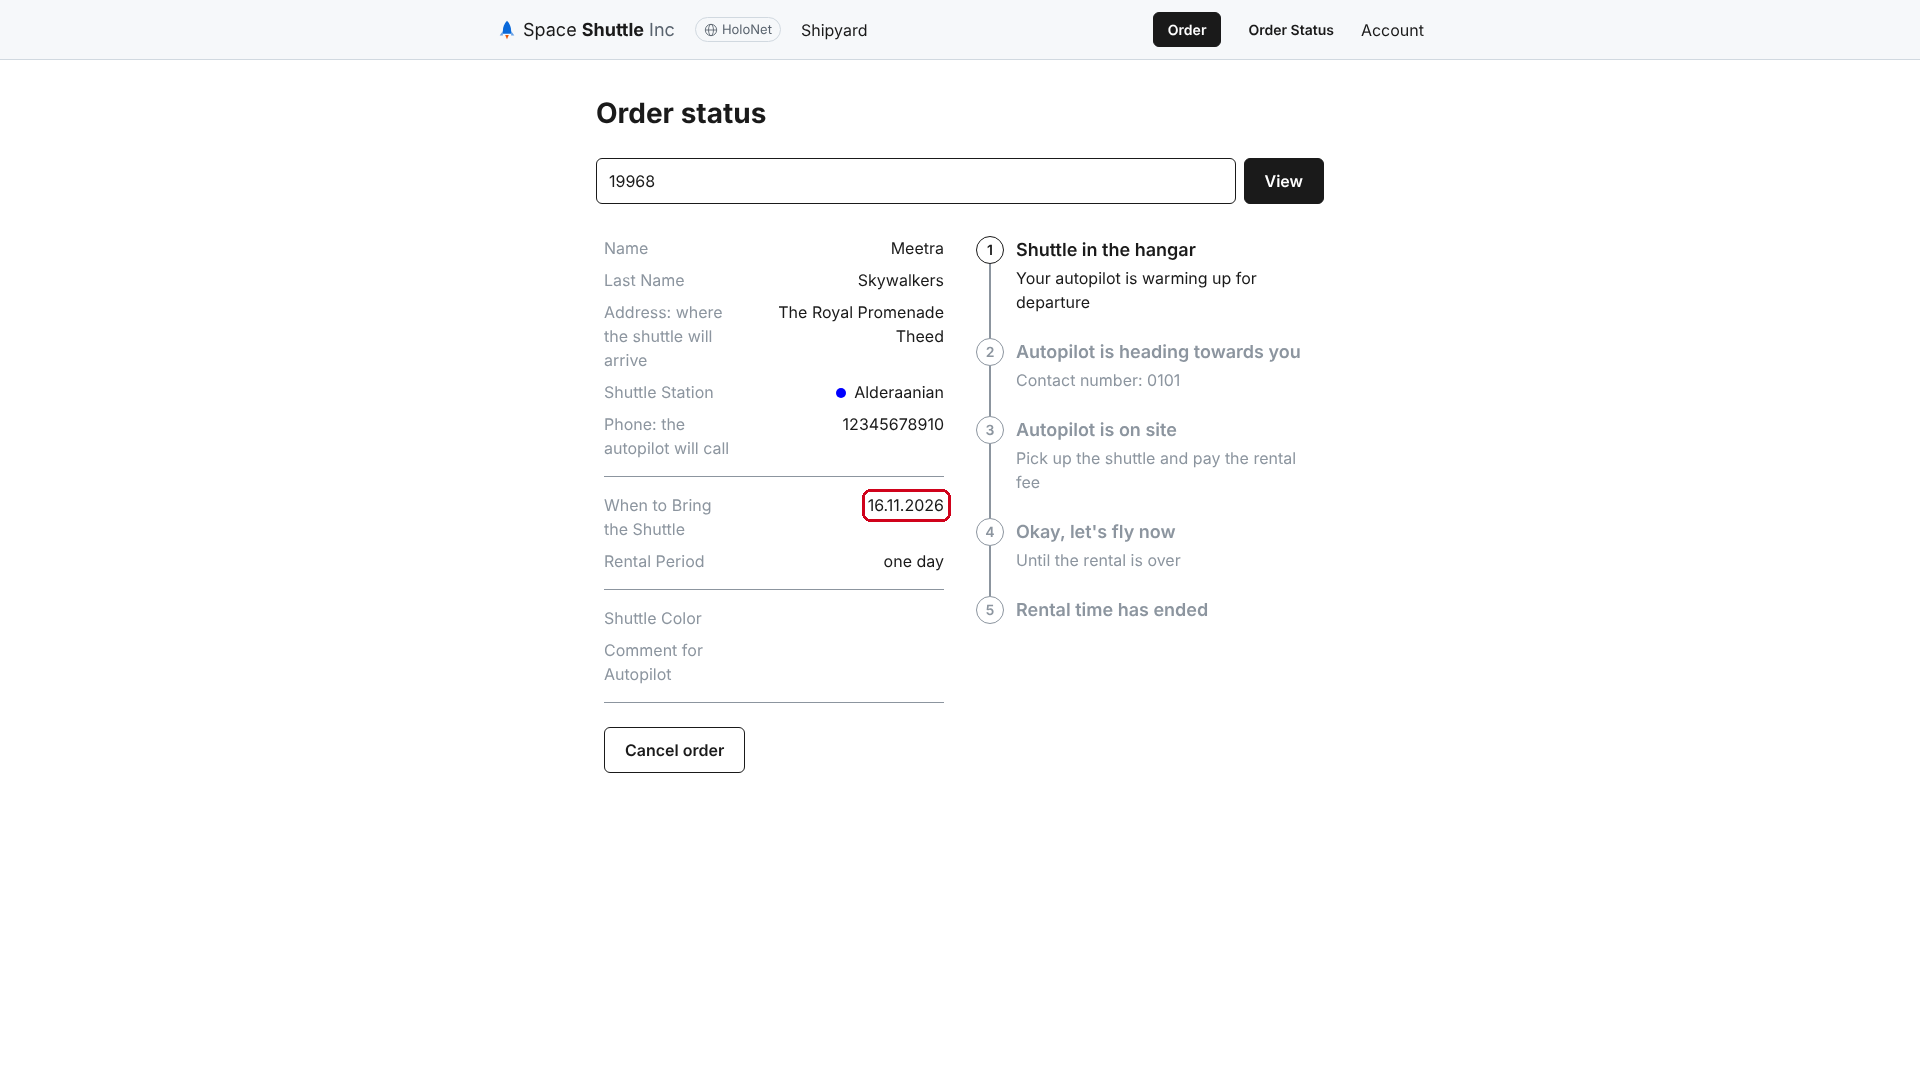 Space Shuttle Inc
HoloNet
Shipyard
Order
Order Status
Account
Order status
19968
View
Name
Meetra
Last Name
Skywalkers
Address: where
the shuttle will
arrive
The Royal Promenade
Theed
Shuttle Station
Alderaanian
Phone: the
autopilot will call
12345678910
When to Bring
the Shuttle
16.11.2026
Rental Period
one day
Shuttle Color
Comment for
Autopilot
Cancel order
1
Shuttle in the hangar
Your autopilot is warming up for
departure
2
Autopilot is heading towards you
Contact number: 0101
3
Autopilot is on site
Pick up the shuttle and pay the rental
fee
4
Okay, let's fly now
Until the rental is over
5
Rental time has ended